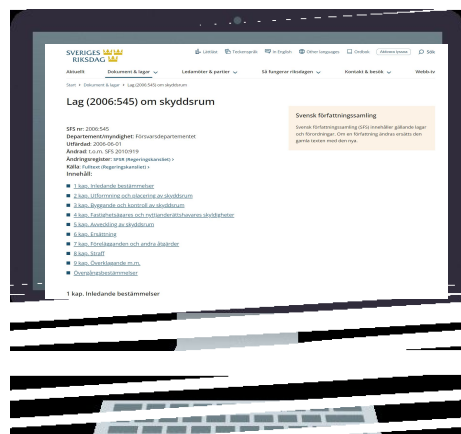 SVERIGES
RIKSDAG
Lättläst Teckenspråk In English Other languages Ordbok Aktivera lyssna Sök
Aktuellt Dokument & lagar Ledamöter & partier Så fungerar riksdagen Kontakt & besök Webb-tv
Start Dokument & lagar Lag (2006:545) om skyddsrum
Lag (2006:545) om skyddsrum
Svensk författningssamling
Svensk författningssamling (SFS) innehåller gällande lagar
och förordningar. Om en författning ändras ersätts den
gamla texten med den nya.
SFS nr: 2006:545
Departement/myndighet: Försvarsdepartementet
Utfärdad: 2006-06-01
Ändrad: t.o.m. SFS 2010:919
Ändringsregister: SFSR (Regeringskansliet) >
Källa: Fulltext (Regeringskansliet) >
Innehåll:
1 kap. Inledande bestämmelser
2 kap. Utformning och placering av skyddsrum
3 kap. Byggande och kontroll av skyddsrum
4 kap. Fastighetsägares och nyttjanderättshavares skyldigheter
5 kap. Avveckling av skyddsrum
6 kap. Ersättning
7 kap. Förelägganden och andra åtgärder
8 kap. Straff
9 kap. Överklagande m.m.
Övergångsbestämmelser
1 kap. Inledande bestämmelser